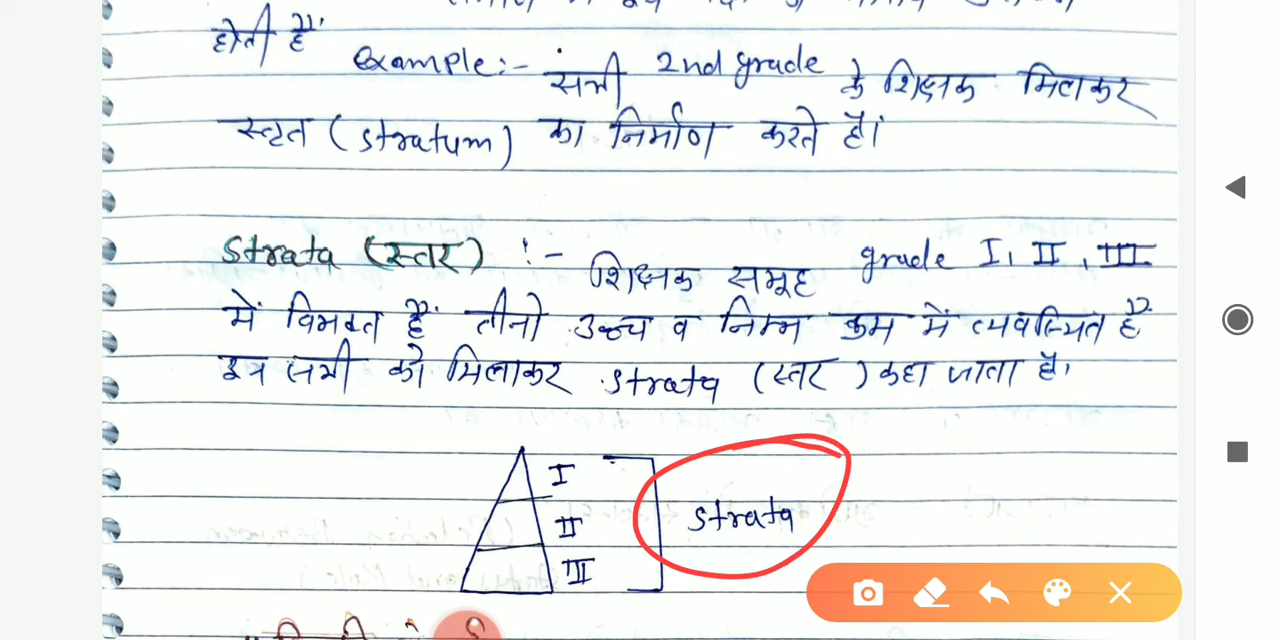 होती है।
Example:- सभी 2nd grade के शिक्षक मिलकर
स्तृत (stratum) का निर्माण करते है।
Strata (स्तर) :- शिक्षक समूह grade I, II, III
में विभक्त हैं तीनो उच्च व निम्न क्रम में व्यवस्थित है
इन सभी को मिलाकर strata (स्तर) कहा जाता है।
I
II
III
strata